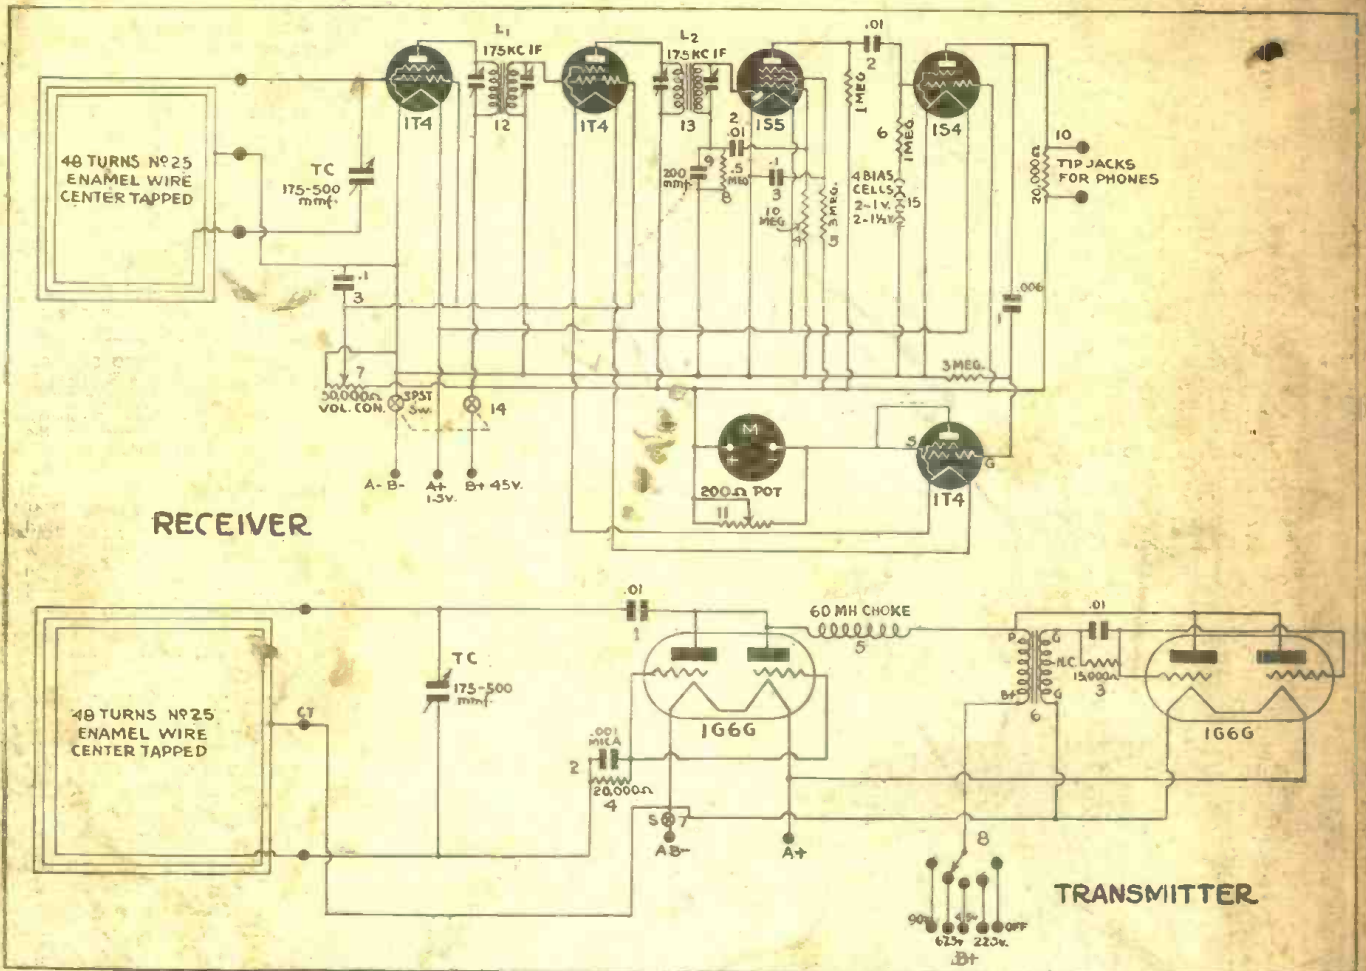 L1
175KC IF
L2
175KC IF
.01
2
1T4
12
1T4
13
1S5
1 MEG
1S4
48 TURNS Nº25
ENAMEL WIRE
CENTER TAPPED
TC
175-500
mmf.
2
.01
200
mmf.
9
.5
MEG
8
.1
3
10
MEG
4
3 MEG.
5
6
1 MEG.
4 BIAS
CELLS
2-1V.
2-1½V.
15
20,000Ω
10
TIP JACKS
FOR PHONES
.1
3
.006
1
7
50,000Ω
VOL. CON.
SPST
SW.
14
3 MEG.
A- B-
A+
1.5V.
B+ 45V.
M
+
-
200Ω POT
11
S
G
1T4
RECEIVER
.01
1
60 MH CHOKE
5
.01
P
G
N.C.
B+
G
6
15,000Ω
3
TC
175-500
mmf.
48 TURNS Nº25
ENAMEL WIRE
CENTER TAPPED
CT
1G6G
1G6G
.001
MICA
2
20,000Ω
4
S
7
AB-
A+
8
90V
45V
OFF
22½V.
B+
TRANSMITTER